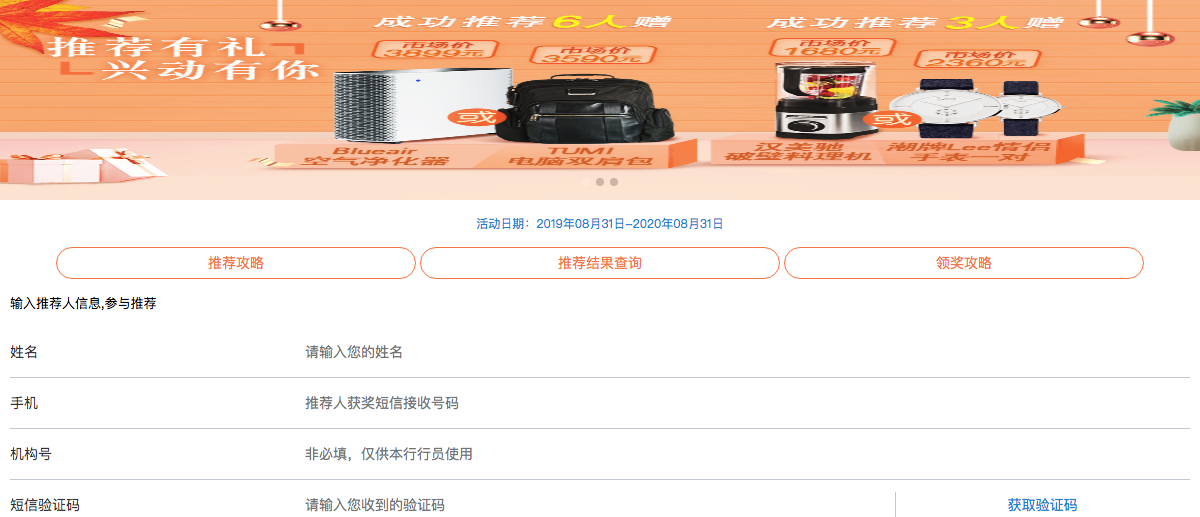 推荐有礼
兴动有你
成功推荐6人赠
市场价
3899元
市场价
3590元
或
Blueair
空气净化器
TUMI
电脑双肩包
成功推荐3人赠
市场价
1680元
市场价
2360元
或
汉美驰
破壁料理机
潮牌Lee情侣
手表一对
活动日期：2019年08月31日-2020年08月31日
推荐攻略
推荐结果查询
领奖攻略
输入推荐人信息,参与推荐
姓名 请输入您的姓名
手机 推荐人获奖短信接收号码
机构号 非必填，仅供本行行员使用
短信验证码 请输入您收到的验证码 获取验证码